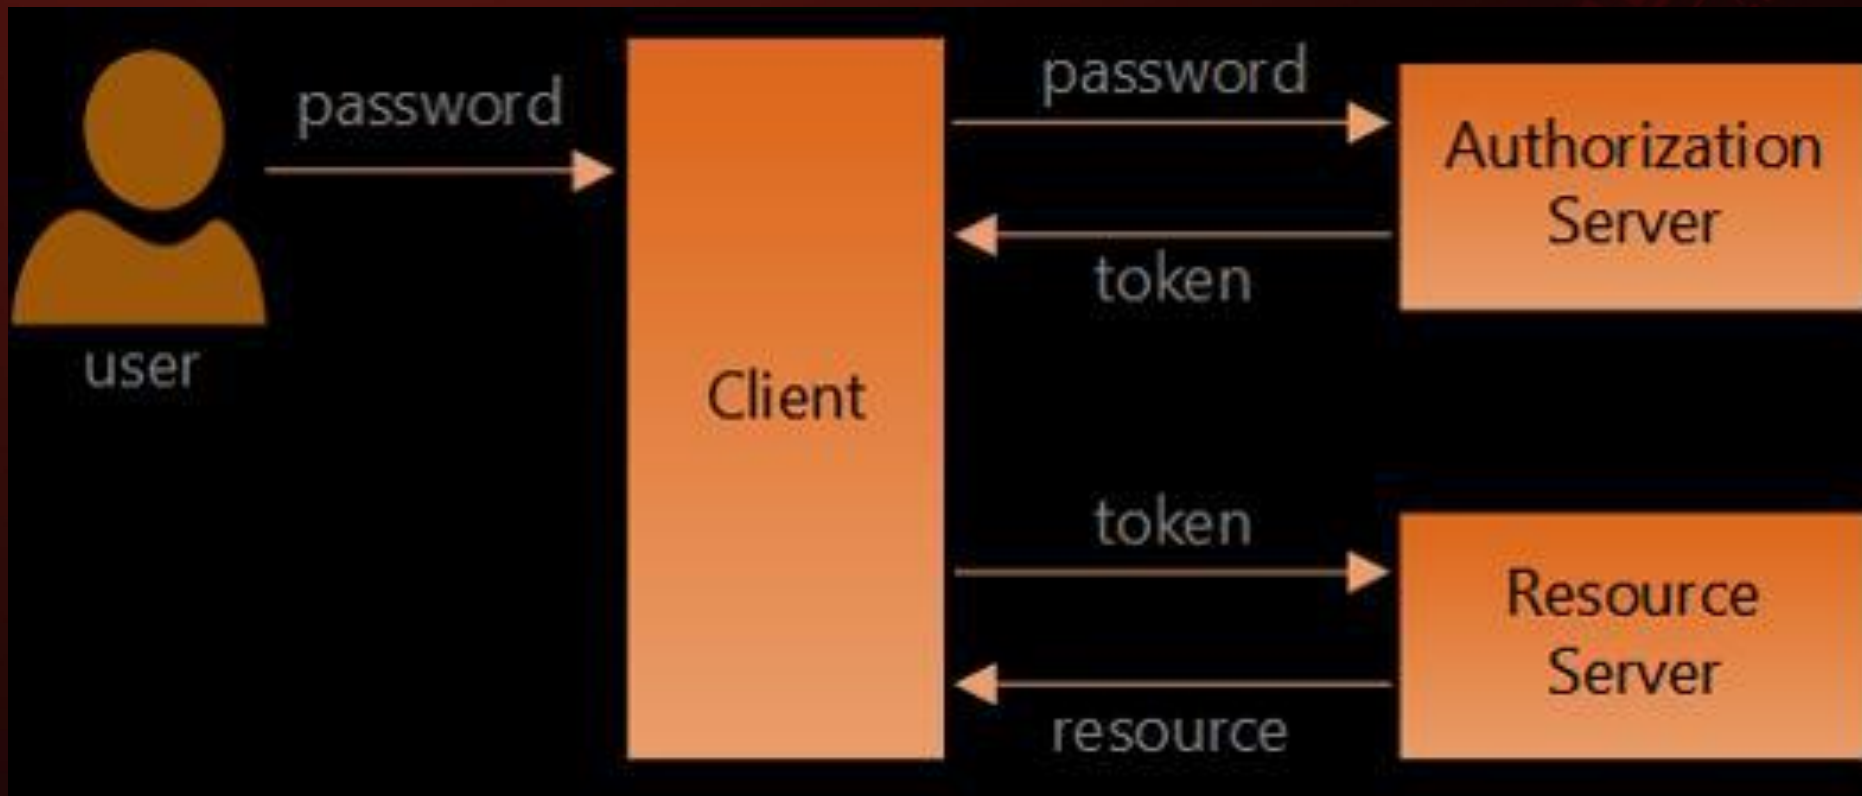 password
password
Authorization
Server
token
user
Client
token
Resource
Server
resource